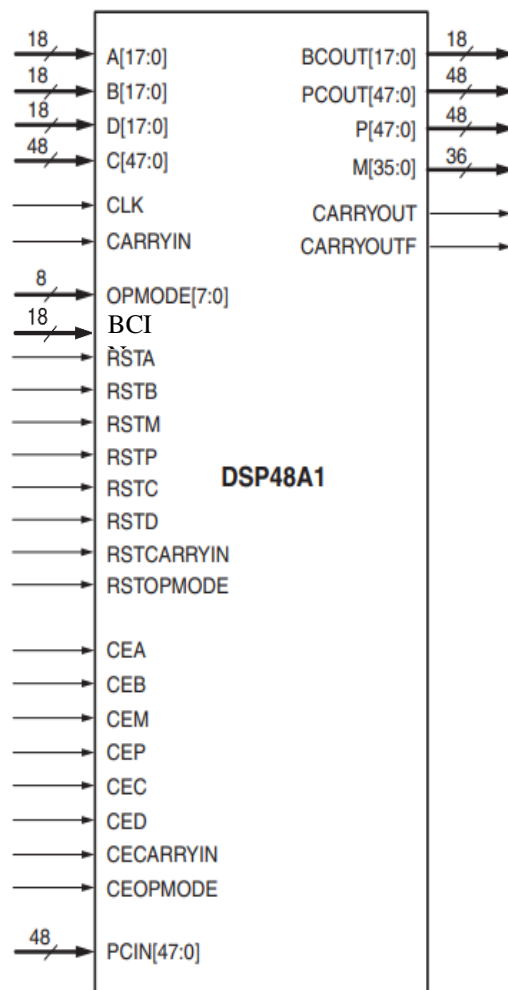 18 A[17:0] BCOUT[17:0] 18
18 B[17:0] PCOUT[47:0] 48
18 D[17:0] P[47:0] 48
48 C[47:0] M[35:0] 36
CLK CARRYOUT
CARRYIN CARRYOUTF
8 OPMODE[7:0]
18 BCI
RSTA
RSTB
RSTM
RSTP
RSTC
DSP48A1
RSTD
RSTCARRYIN
RSTOPMODE
CEA
CEB
CEM
CEP
CEC
CED
CECARRYIN
CEOPMODE
48 PCIN[47:0]